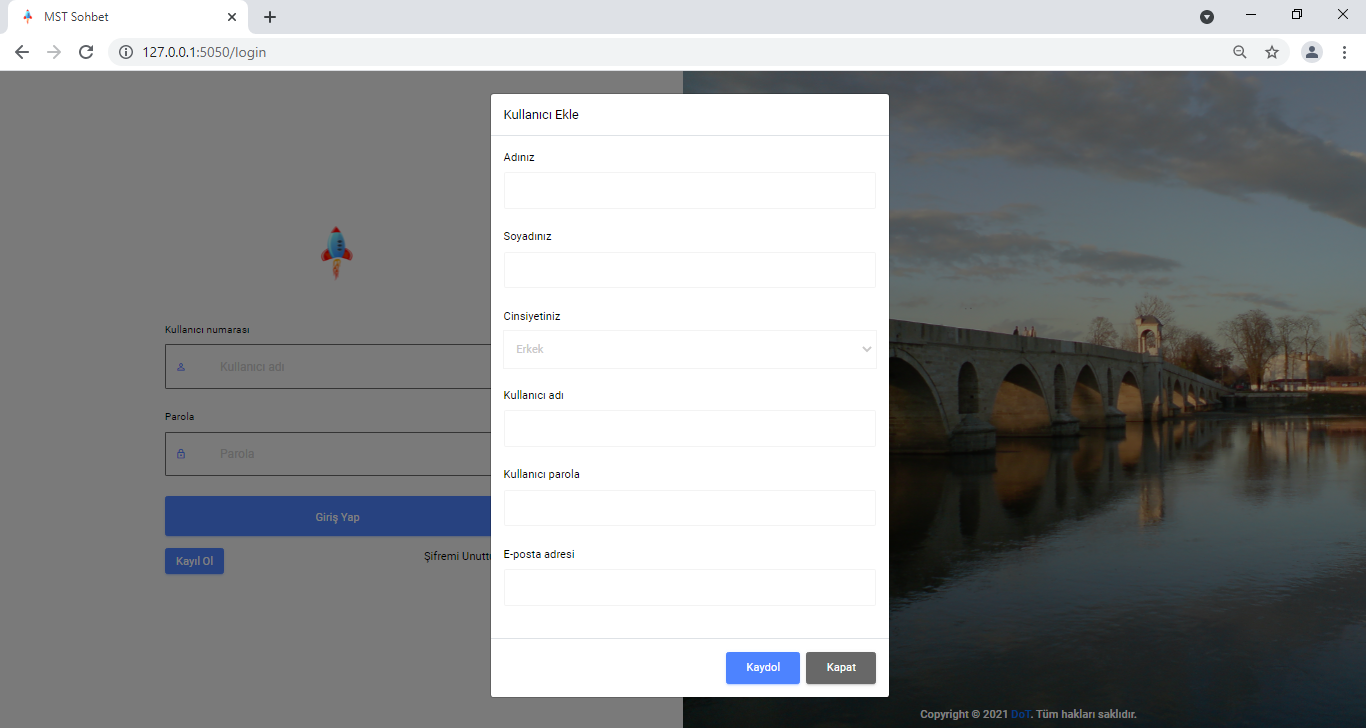 MST Sohbet
127.0.0.1:5050/login
Kullanıcı Ekle
Adınız
Soyadınız
Cinsiyetiniz
Erkek
Kullanıcı adı
Kullanıcı parola
E-posta adresi
Kaydol Kapat
Kullanıcı numarası
Kullanıcı adı
Parola
Parola
Giriş Yap
Kayıl Ol Şifremi Unuttu
Copyright © 2021 DoT. Tüm hakları saklıdır.